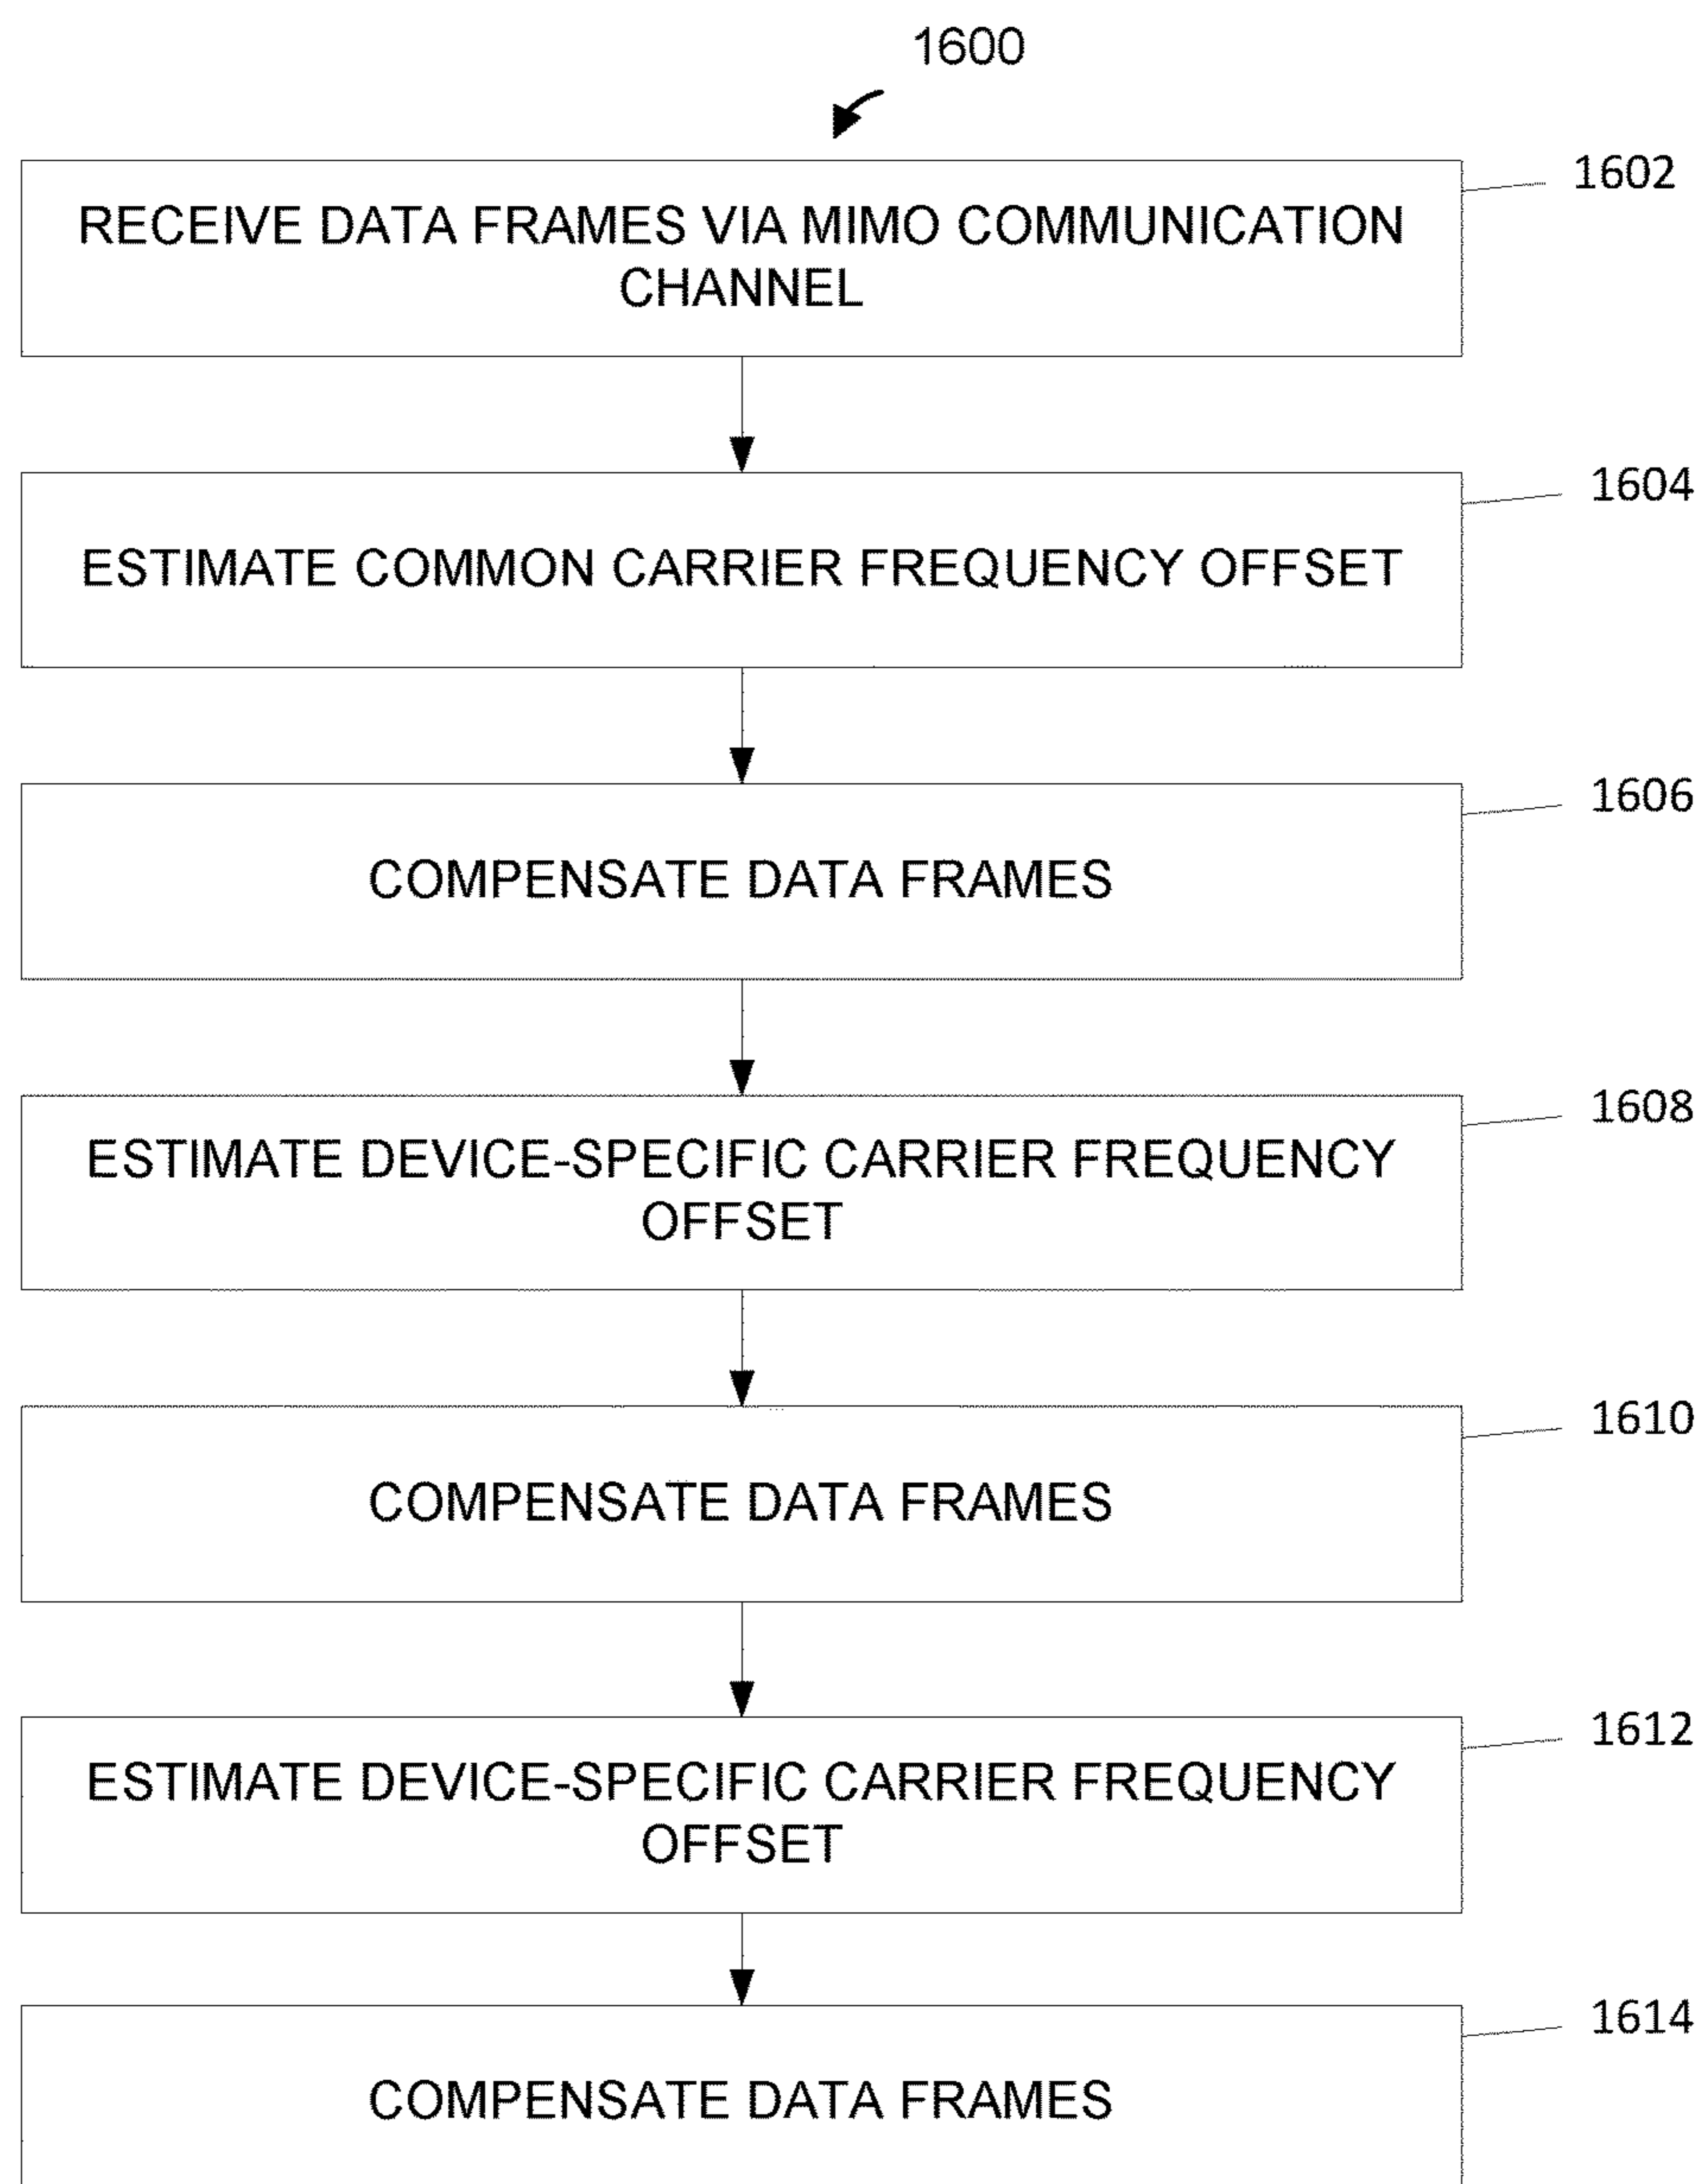 1600
1602
RECEIVE DATA FRAMES VIA MIMO COMMUNICATION
CHANNEL
1604
ESTIMATE COMMON CARRIER FREQUENCY OFFSET
1606
COMPENSATE DATA FRAMES
1608
ESTIMATE DEVICE-SPECIFIC CARRIER FREQUENCY
OFFSET
1610
COMPENSATE DATA FRAMES
1612
ESTIMATE DEVICE-SPECIFIC CARRIER FREQUENCY
OFFSET
1614
COMPENSATE DATA FRAMES